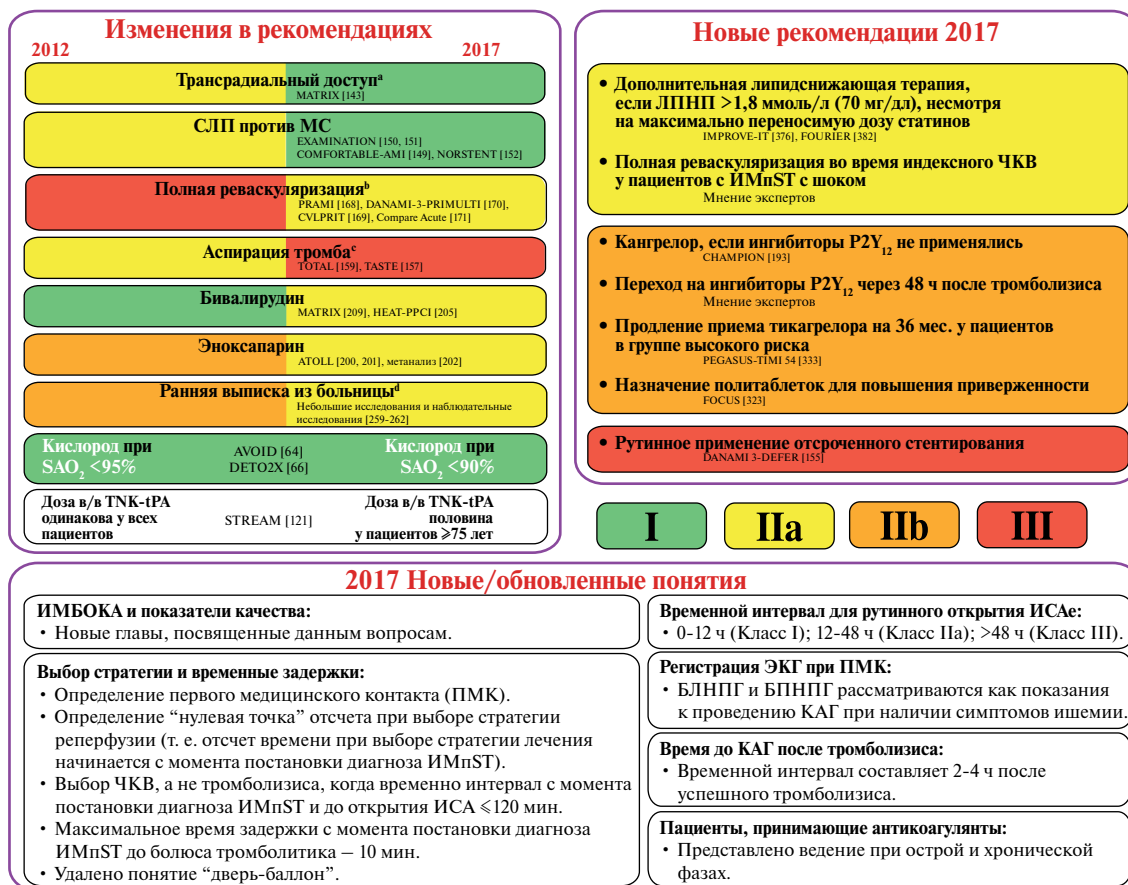 Изменения в рекомендациях
2012
2017
Трансрадиальный доступᵃ
MATRIX [143]
СЛП против МС
EXAMINATION [150, 151]
COMFORTABLE-AMI [149], NORSTENT [152]
Полная реваскуляризацияᵇ
PRAMI [168], DANAMI-3-PRIMULTI [170],
CVLPRIT [169], Compare Acute [171]
Аспирация тромбаᶜ
TOTAL [159], TASTE [157]
Бивалирудин
MATRIX [209], HEAT-PPCI [205]
Эноксапарин
ATOLL [200, 201], метанализ [202]
Ранняя выписка из больницыᵈ
Небольшие исследования и наблюдательные
исследования [259-262]
Кислород при
SAO₂ <95%
AVOID [64]
DETO2X [66]
Кислород при
SAO₂ <90%
Доза в/в TNK-tPA
одинакова у всех
пациентов
STREAM [121]
Доза в/в TNK-tPA
половина
у пациентов ⩾75 лет
Новые рекомендации 2017
• Дополнительная липидснижающая терапия,
если ЛПНП >1,8 ммоль/л (70 мг/дл), несмотря
на максимально переносимую дозу статинов
IMPROVE-IT [376], FOURIER [382]
• Полная реваскуляризация во время индексного ЧКВ
у пациентов с ИМпST с шоком
Мнение экспертов
• Кангрелор, если ингибиторы P2Y₁₂ не применялись
CHAMPION [193]
• Переход на ингибиторы P2Y₁₂ через 48 ч после тромболизиса
Мнение экспертов
• Продление приема тикагрелора на 36 мес. у пациентов
в группе высокого риска
PEGASUS-TIMI 54 [333]
• Назначение политаблеток для повышения приверженности
FOCUS [323]
• Рутинное применение отсроченного стентирования
DANAMI 3-DEFER [155]
I
IIa
IIb
III
2017 Новые/обновленные понятия
ИМБОКА и показатели качества:
• Новые главы, посвященные данным вопросам.
Выбор стратегии и временные задержки:
• Определение первого медицинского контакта (ПМК).
• Определение “нулевая точка” отсчета при выборе стратегии
реперфузии (т. е. отсчет времени при выборе стратегии лечения
начинается с момента постановки диагноза ИМпST).
• Выбор ЧКВ, а не тромболизиса, когда временно интервал с момента
постановки диагноза ИМпST и до открытия ИСА ⩽120 мин.
• Максимальное время задержки с момента постановки диагноза
ИМпST до болюса тромболитика – 10 мин.
• Удалено понятие “дверь-баллон”.
Временной интервал для рутинного открытия ИСАе:
• 0-12 ч (Класс I); 12-48 ч (Класс IIa); >48 ч (Класс III).
Регистрация ЭКГ при ПМК:
• БЛНПГ и БПНПГ рассматриваются как показания
к проведению КАГ при наличии симптомов ишемии.
Время до КАГ после тромболизиса:
• Временной интервал составляет 2-4 ч после
успешного тромболизиса.
Пациенты, принимающие антикоагулянты:
• Представлено ведение при острой и хронической
фазах.